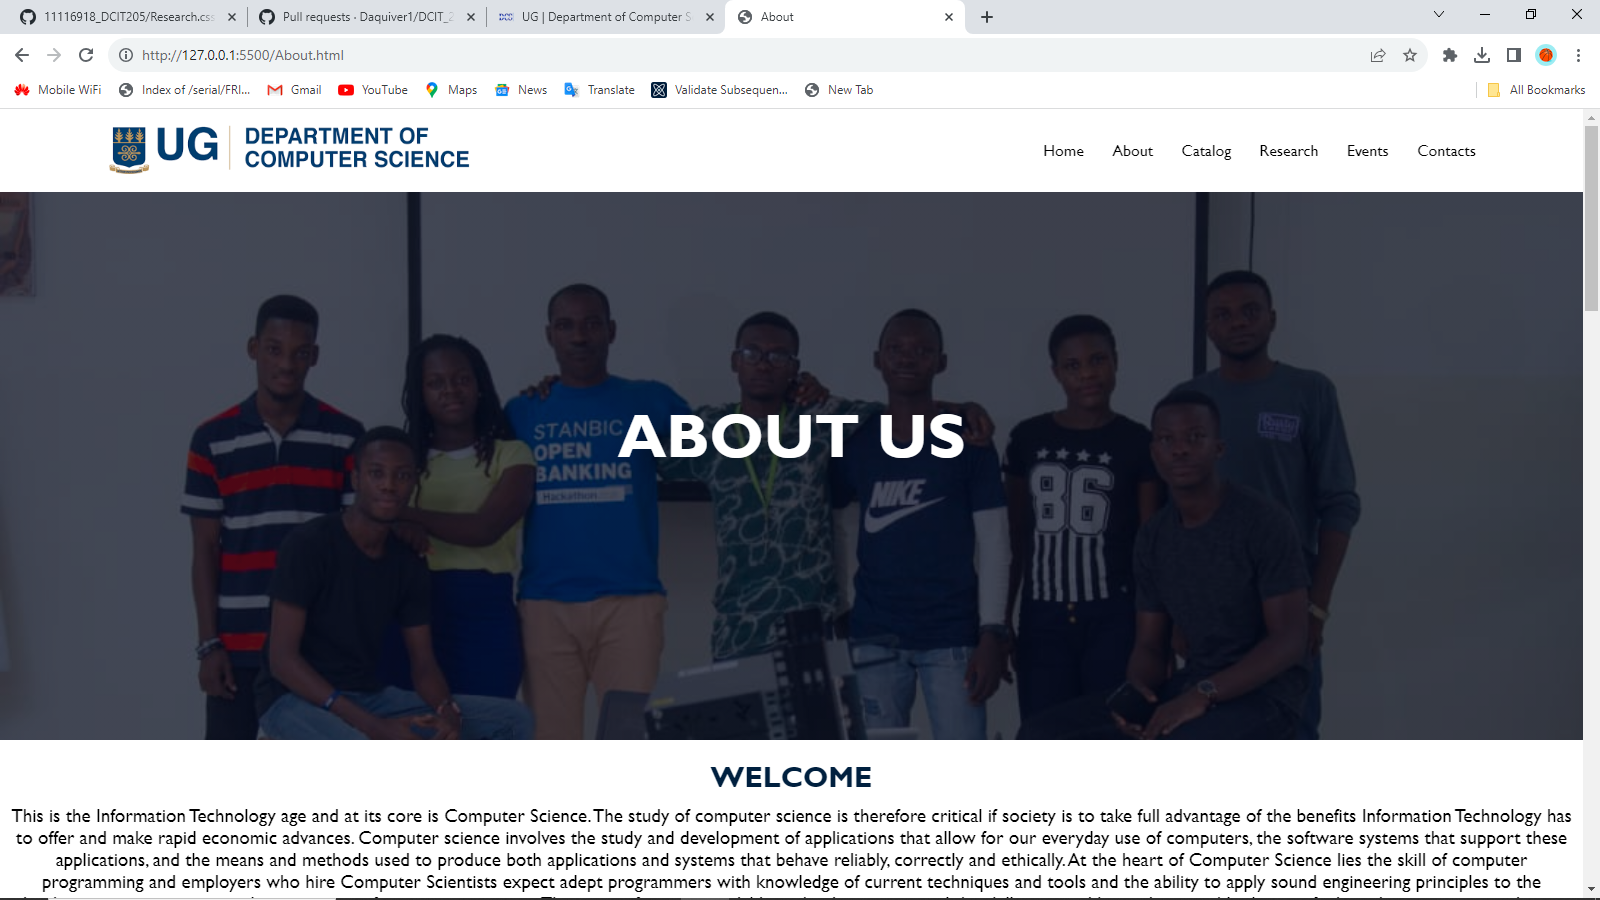 11116918_DCIT205/Research.css
Pull requests · Daquiver1/DCIT_2
UG | Department of Computer S
About
http://127.0.0.1:5500/About.html
Mobile WiFi
Index of /serial/FRI...
Gmail
YouTube
Maps
News
Translate
Validate Subsequen...
New Tab
All Bookmarks
UG
DEPARTMENT OF
COMPUTER SCIENCE
Home
About
Catalog
Research
Events
Contacts
STANBIC
OPEN
BANKING
Hackathon
NIKE
86
ABOUT US
WELCOME
This is the Information Technology age and at its core is Computer Science. The study of computer science is therefore critical if society is to take full advantage of the benefits Information Technology has
to offer and make rapid economic advances. Computer science involves the study and development of applications that allow for our everyday use of computers, the software systems that support these
applications, and the means and methods used to produce both applications and systems that behave reliably, correctly and ethically. At the heart of Computer Science lies the skill of computer
programming and employers who hire Computer Scientists expect adept programmers with knowledge of current techniques and tools and the ability to apply sound engineering principles to the